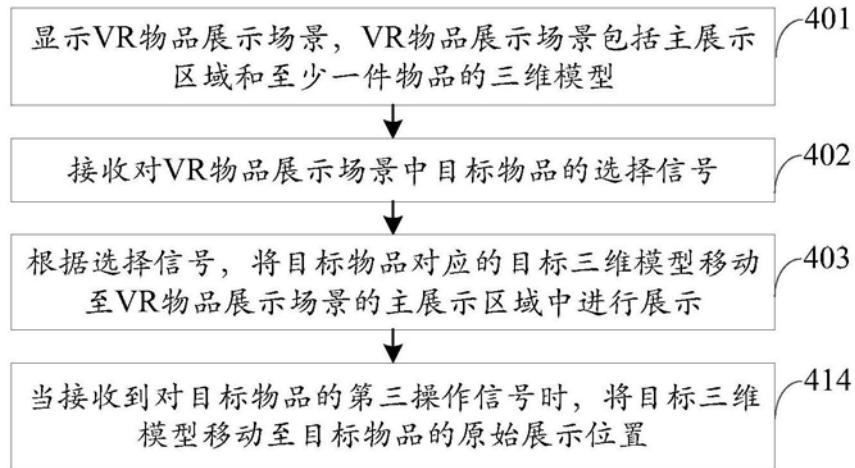 显示VR物品展示场景，VR物品展示场景包括主展示
区域和至少一件物品的三维模型
401
接收对VR物品展示场景中目标物品的选择信号
402
根据选择信号，将目标物品对应的目标三维模型移动
至VR物品展示场景的主展示区域中进行展示
403
当接收到对目标物品的第三操作信号时，将目标三维
模型移动至目标物品的原始展示位置
414